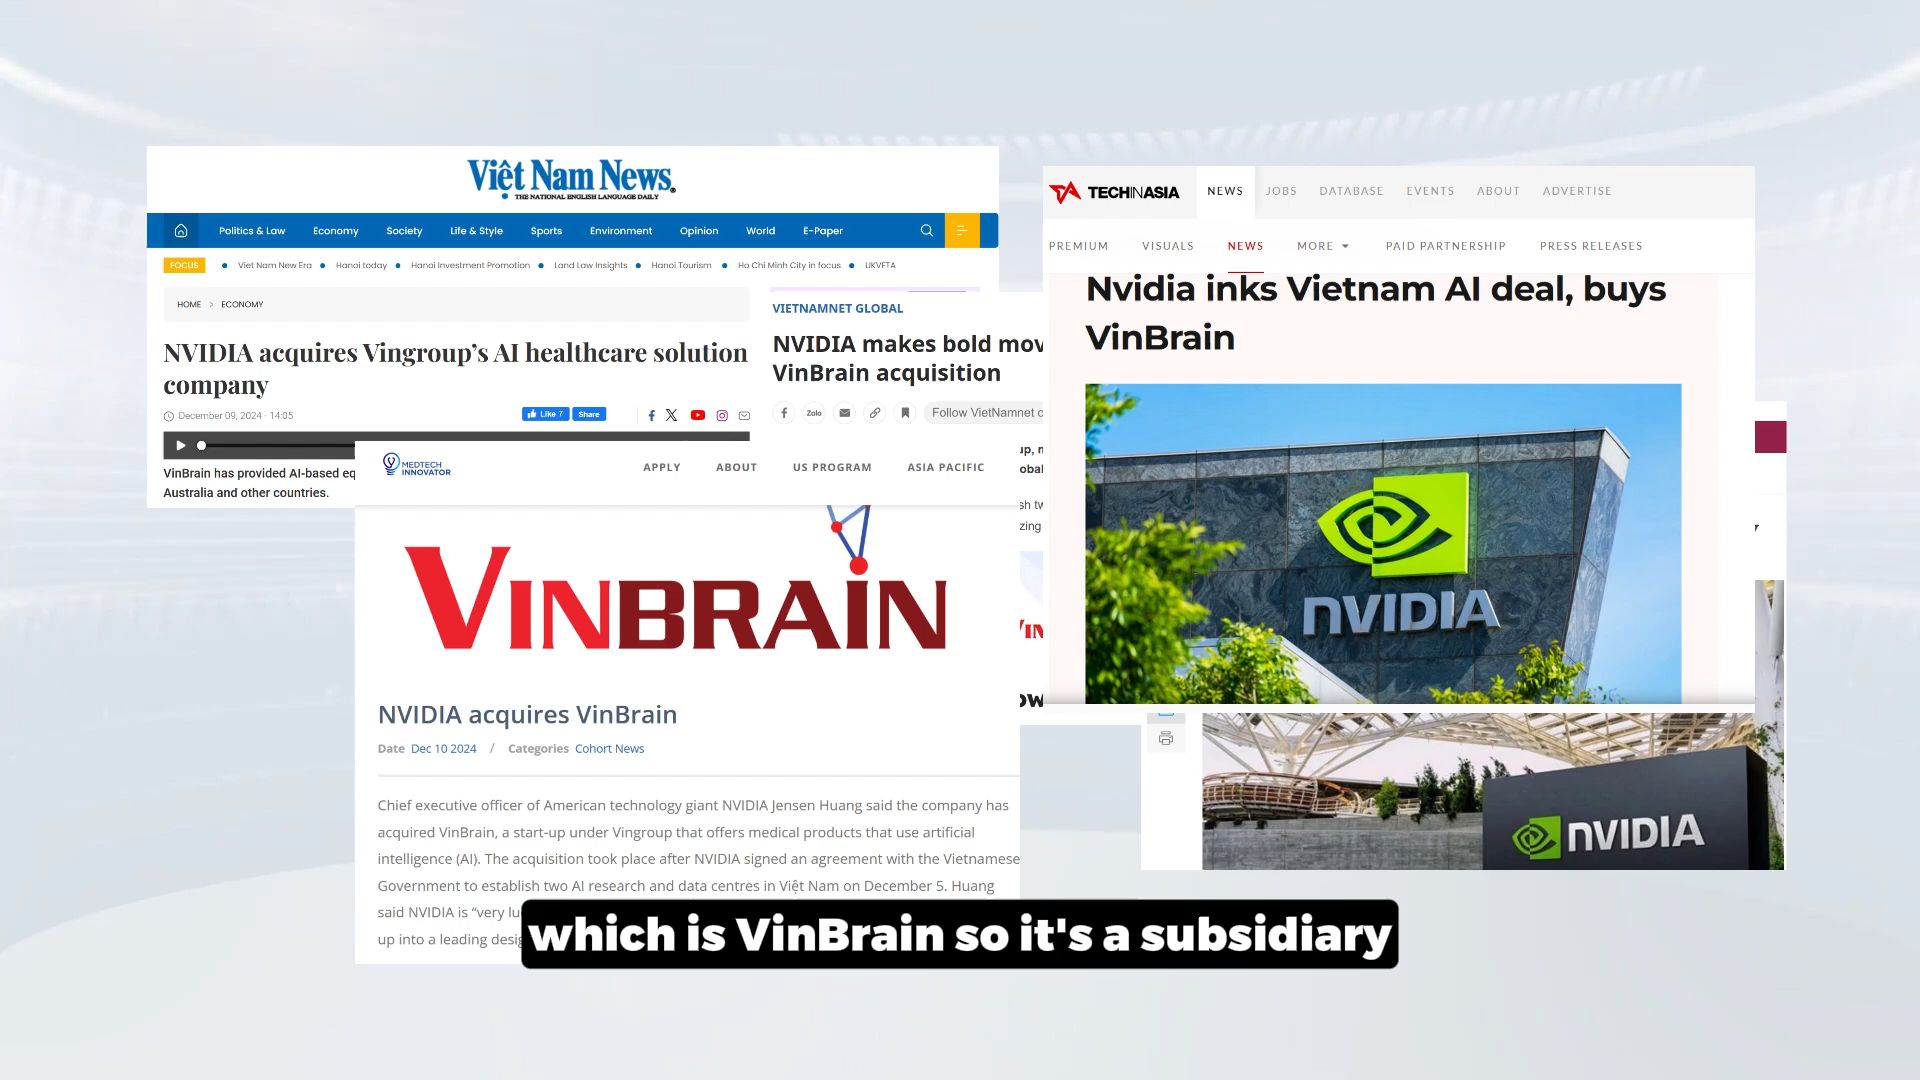 Việt Nam News.
THE NATIONAL ENGLISH LANGUAGE DAILY
Politics & Law Economy Society Life & Style Sports Environment Opinion World E-Paper
FOCUS Viet Nam New Era Hanoi today Hanoi Investment Promotion Land Law Insights Hanoi Tourism Ho Chi Minh City in focus UKVFTA
HOME > ECONOMY
NVIDIA acquires Vingroup's AI healthcare solution
company
December 09, 2024 - 14:05
Like 7 Share
VinBrain has provided AI-based eq
Australia and other countries.
VIETNAMNET GLOBAL
NVIDIA makes bold mov
VinBrain acquisition
Zalo
Follow VietNamnet o
TECHINASIA
NEWS JOBS DATABASE EVENTS ABOUT ADVERTISE
PREMIUM VISUALS NEWS MORE PAID PARTNERSHIP PRESS RELEASES
Nvidia inks Vietnam AI deal, buys
VinBrain
NVIDIA
NVIDIA
MEDTECH
INNOVATOR
APPLY ABOUT US PROGRAM ASIA PACIFIC
VINBRAIN
NVIDIA acquires VinBrain
Date Dec 10 2024 / Categories Cohort News
Chief executive officer of American technology giant NVIDIA Jensen Huang said the company has
acquired VinBrain, a start-up under Vingroup that offers medical products that use artificial
intelligence (AI). The acquisition took place after NVIDIA signed an agreement with the Vietnamese
Government to establish two AI research and data centres in Việt Nam on December 5. Huang
said NVIDIA is “very lu
up into a leading desig
which is VinBrain so it's a subsidiary